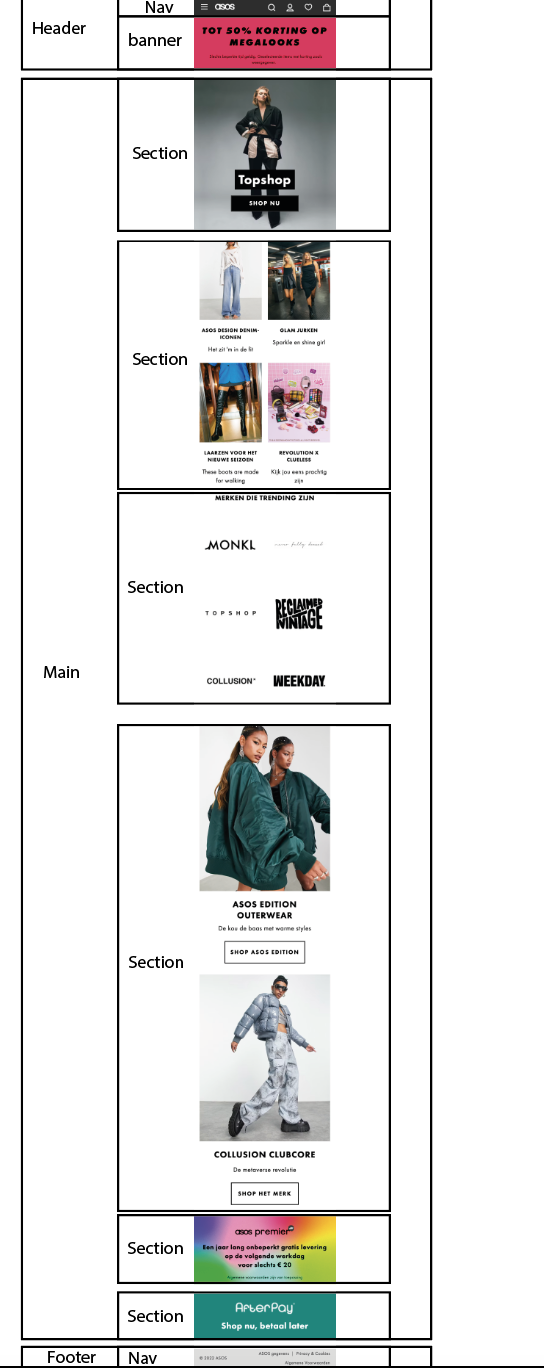 Header
Nav
asos
banner
TOT 50% KORTING OP
MEGALOOKS
Section
Topshop
SHOP NU
Section
ASOS DESIGN DENIM-
ICONEN
Het zit 'm in de fit
GLAM JURKEN
Sparkle en shine girl
LAARZEN VOOR HET
NIEUWE SEIZOEN
These boots are made
for walking
REVOLUTION X
CLUELESS
Kijk jou eens prachtig
zijn
MERKEN DIE TRENDING ZIJN
Section
MONKI
TOPSHOP
RECLAIMED
VINTAGE
COLLUSION
WEEKDAY
Main
Section
ASOS EDITION
OUTERWEAR
De kou de baas met warme styles
SHOP ASOS EDITION
COLLUSION CLUBCORE
De metaverse revolutie
SHOP HET MERK
Section
asos premier
Een jaar lang onbeperkt gratis levering
op de volgende werkdag
voor slechts € 20
Algemene voorwaarden zijn van toepassing
Section
AfterPay
Shop nu, betaal later
Footer
Nav
© 2022 ASOS
ASOS gegevens | Privacy & Cookies
Algemene Voorwaarden